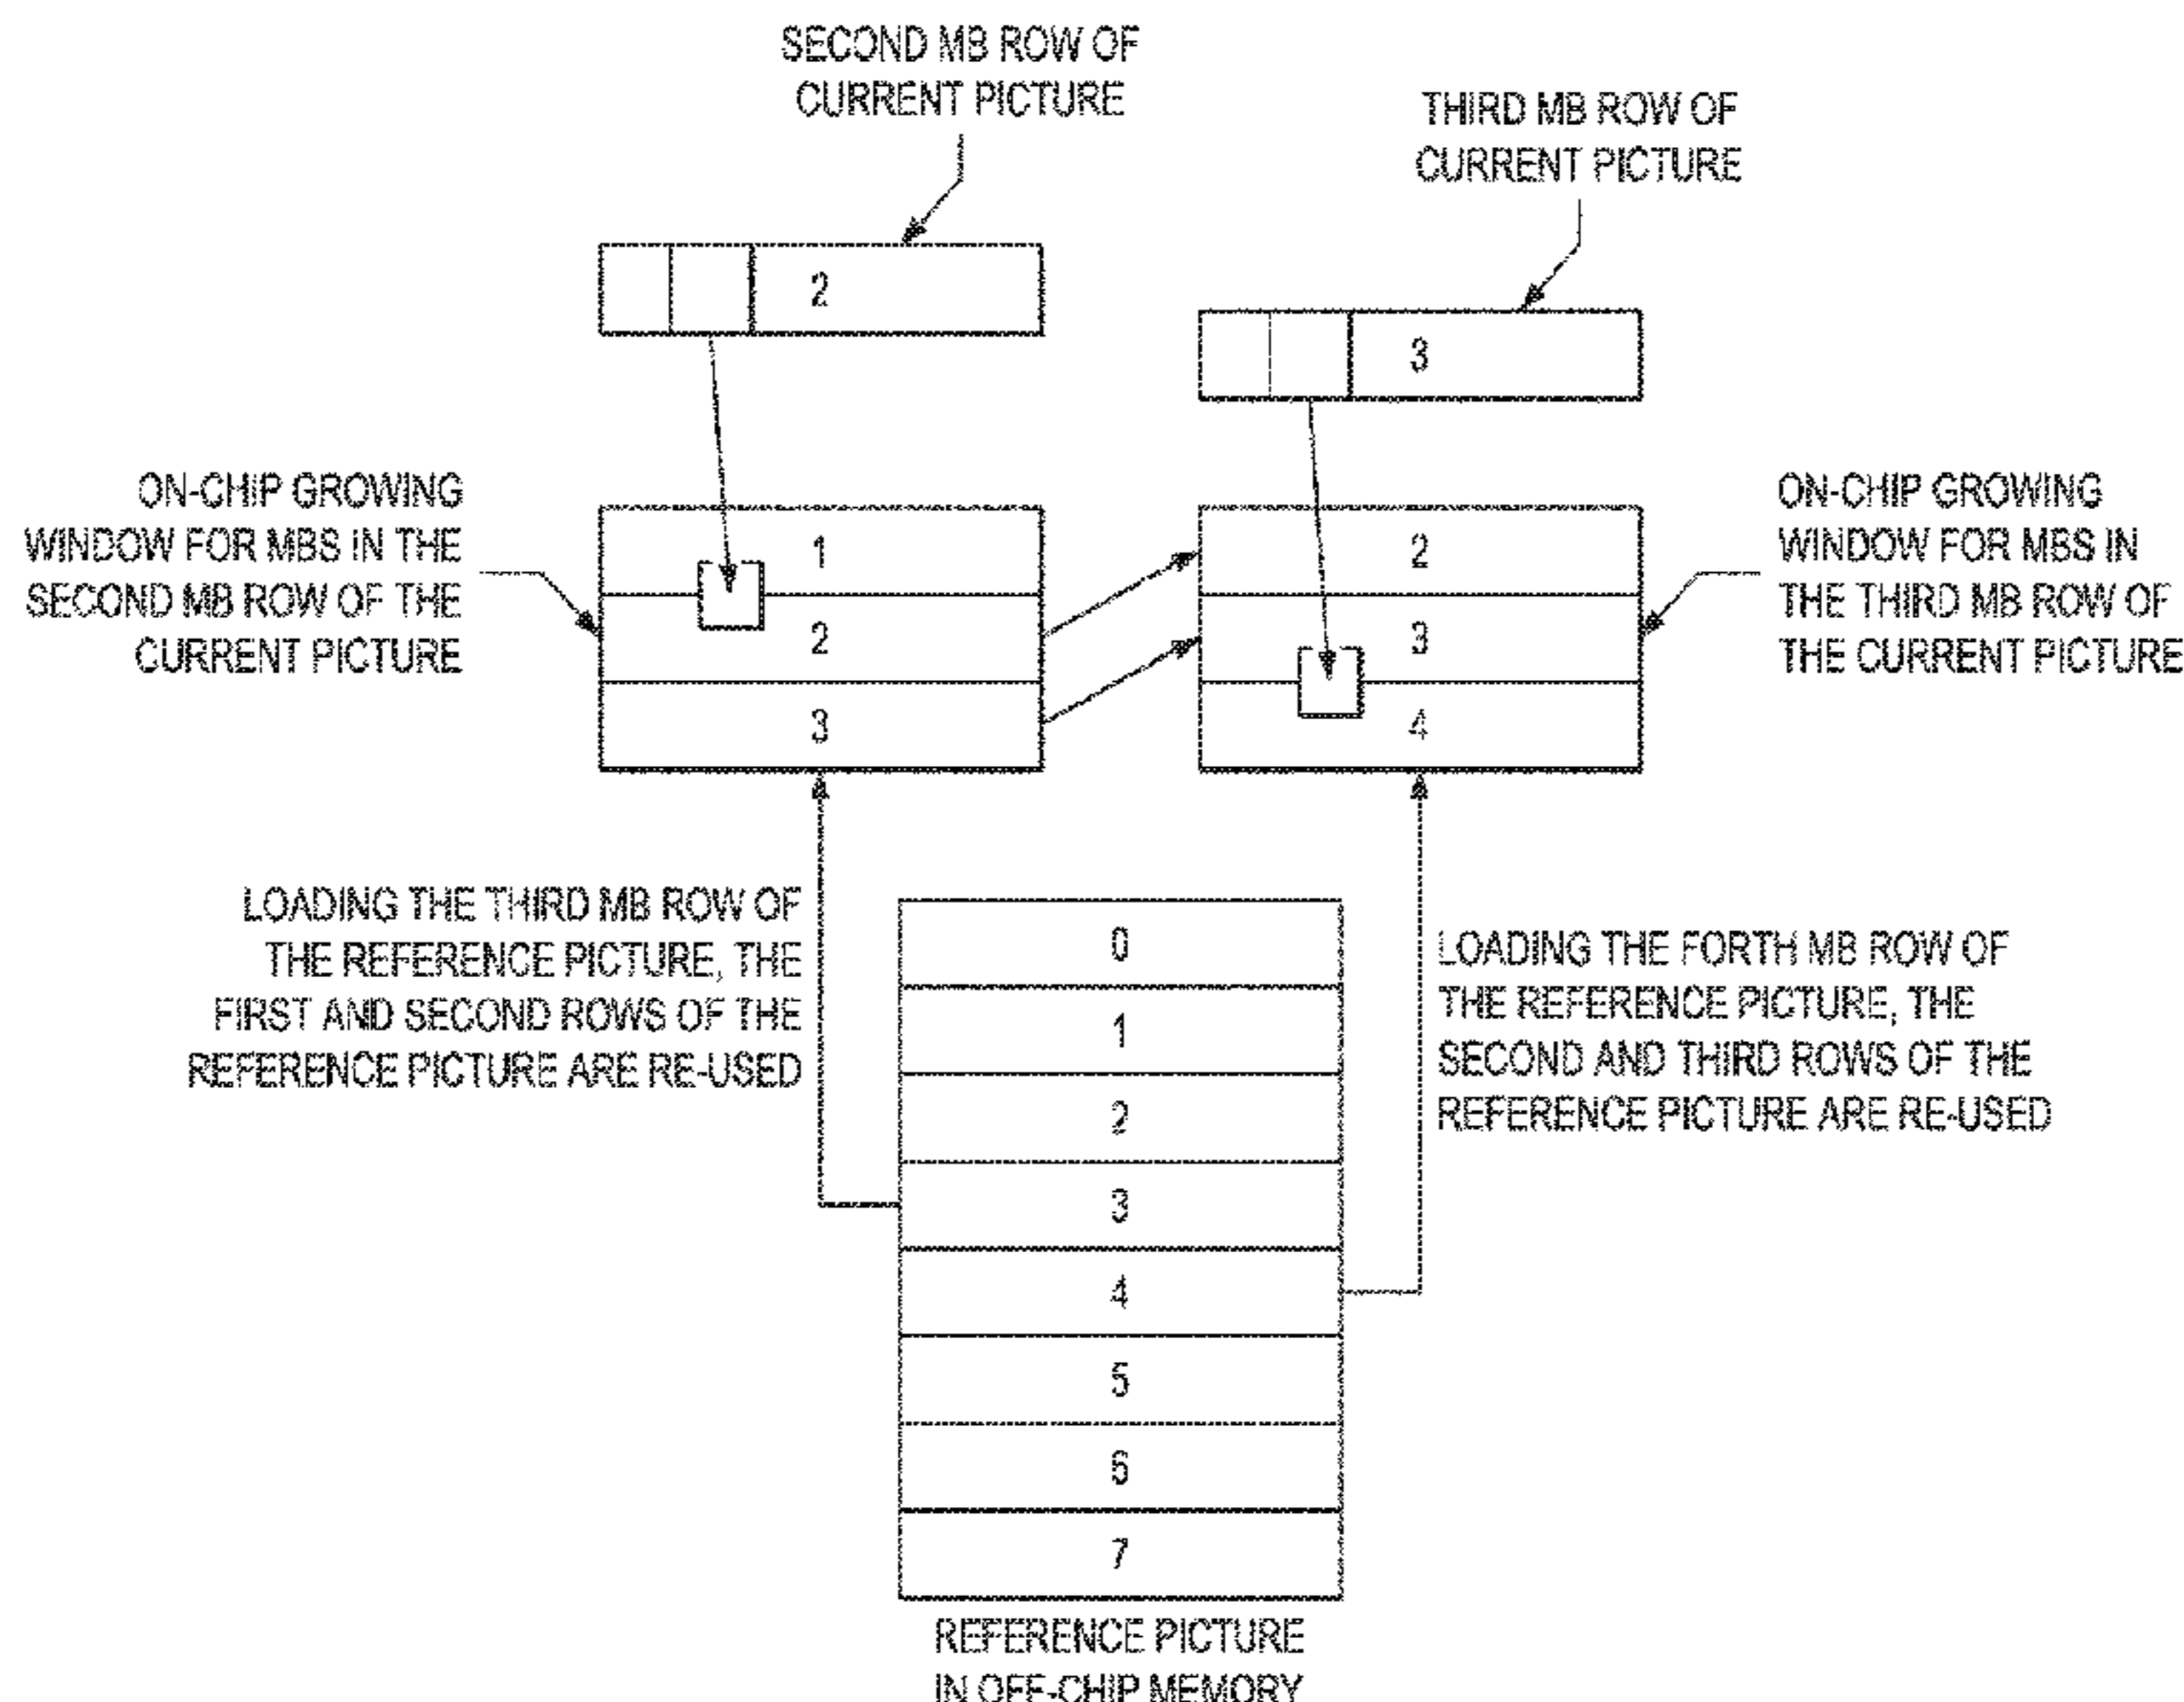 SECOND MB ROW OF
CURRENT PICTURE
THIRD MB ROW OF
CURRENT PICTURE
2
3
ON-CHIP GROWING
WINDOW FOR MBS IN THE
SECOND MB ROW OF THE
CURRENT PICTURE
1
2
3
2
3
4
ON-CHIP GROWING
WINDOW FOR MBS IN
THE THIRD MB ROW OF
THE CURRENT PICTURE
LOADING THE THIRD MB ROW OF
THE REFERENCE PICTURE, THE
FIRST AND SECOND ROWS OF THE
REFERENCE PICTURE ARE RE-USED
0
1
2
3
4
5
6
7
LOADING THE FORTH MB ROW OF
THE REFERENCE PICTURE, THE
SECOND AND THIRD ROWS OF THE
REFERENCE PICTURE ARE RE-USED
REFERENCE PICTURE
IN OFF-CHIP MEMORY